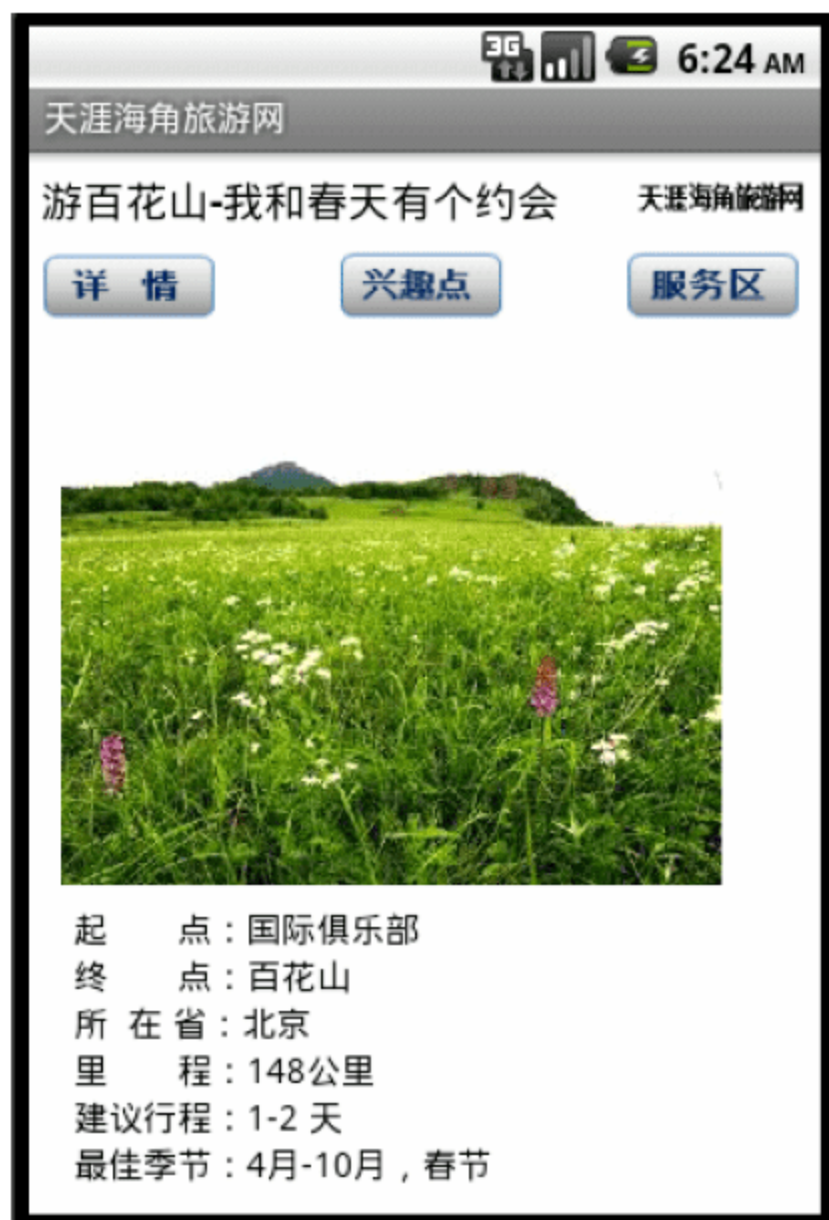 3G 6:24 AM
天涯海角旅游网
游百花山-我和春天有个约会 天涯海角旅游网
详 情 兴趣点 服务区
起 点：国际俱乐部
终 点：百花山
所 在 省：北京
里 程：148公里
建议行程：1-2 天
最佳季节：4月-10月，春节